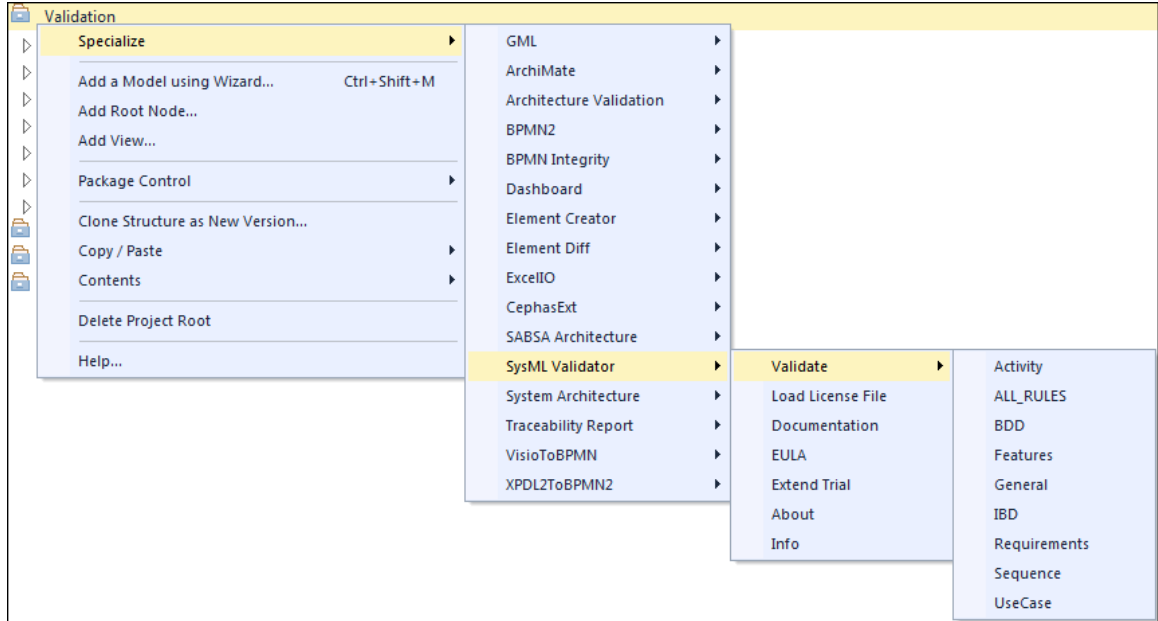 Validation
Specialize
Add a Model using Wizard... Ctrl+Shift+M
Add Root Node...
Add View...
Package Control
Clone Structure as New Version...
Copy / Paste
Contents
Delete Project Root
Help...
GML
ArchiMate
Architecture Validation
BPMN2
BPMN Integrity
Dashboard
Element Creator
Element Diff
ExcelIO
CephasExt
SABSA Architecture
SysML Validator
System Architecture
Traceability Report
VisioToBPMN
XPDL2ToBPMN2
Validate
Load License File
Documentation
EULA
Extend Trial
About
Info
Activity
ALL_RULES
BDD
Features
General
IBD
Requirements
Sequence
UseCase